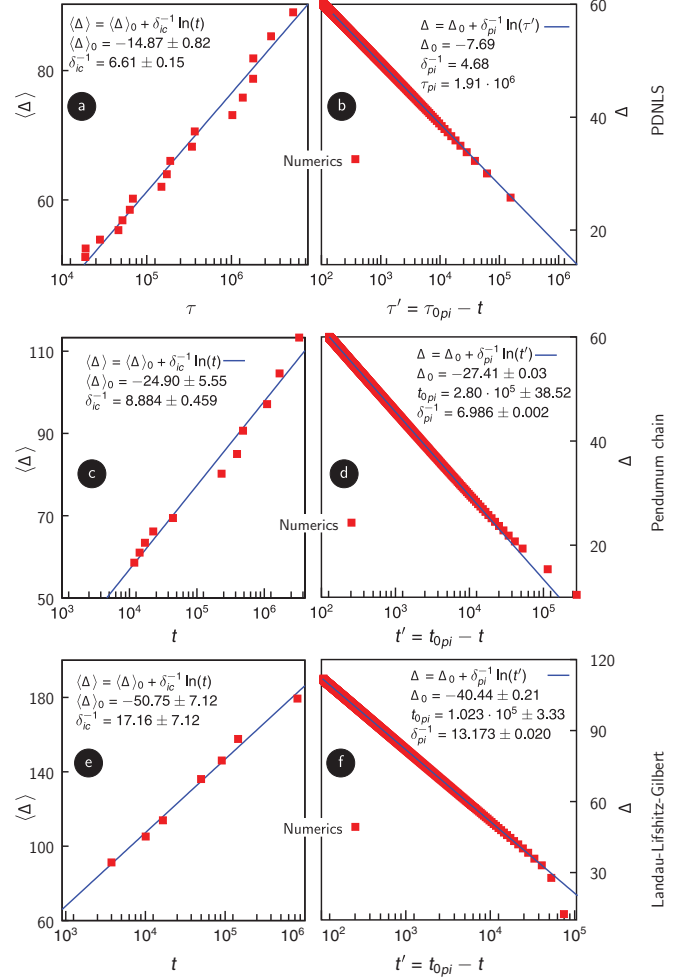 ⟨Δ⟩ = ⟨Δ⟩₀ + δ_ic⁻¹ ln(t)
⟨Δ⟩₀ = −14.87 ± 0.82
δ_ic⁻¹ = 6.61 ± 0.15
80
60
⟨Δ⟩
a
10⁴ 10⁵ 10⁶
τ
Δ = Δ₀ + δ_pi⁻¹ ln(τ′)
Δ₀ = −7.69
δ_pi⁻¹ = 4.68
τ_pi = 1.91 · 10⁶
b
Numerics
60
40
20
Δ
PDNLS
10² 10³ 10⁴ 10⁵ 10⁶
τ′ = τ_0pi − t
⟨Δ⟩ = ⟨Δ⟩₀ + δ_ic⁻¹ ln(t)
⟨Δ⟩₀ = −24.90 ± 5.55
δ_ic⁻¹ = 8.884 ± 0.459
110
90
70
50
⟨Δ⟩
c
10³ 10⁴ 10⁵ 10⁶
t
Δ = Δ₀ + δ_pi⁻¹ ln(t′)
Δ₀ = −27.41 ± 0.03
t_0pi = 2.80 · 10⁵ ± 38.52
δ_pi⁻¹ = 6.986 ± 0.002
d
Numerics
60
40
20
Δ
Pendumum chain
10² 10³ 10⁴ 10⁵
t′ = t_0pi − t
⟨Δ⟩ = ⟨Δ⟩₀ + δ_ic⁻¹ ln(t)
⟨Δ⟩₀ = −50.75 ± 7.12
δ_ic⁻¹ = 17.16 ± 7.12
180
140
100
60
⟨Δ⟩
e
10³ 10⁴ 10⁵ 10⁶
t
Δ = Δ₀ + δ_pi⁻¹ ln(t′)
Δ₀ = −40.44 ± 0.21
t_0pi = 1.023 · 10⁵ ± 3.33
δ_pi⁻¹ = 13.173 ± 0.020
f
Numerics
120
90
60
30
Δ
Landau-Lifshitz-Gilbert
10² 10³ 10⁴ 10⁵
t′ = t_0pi − t